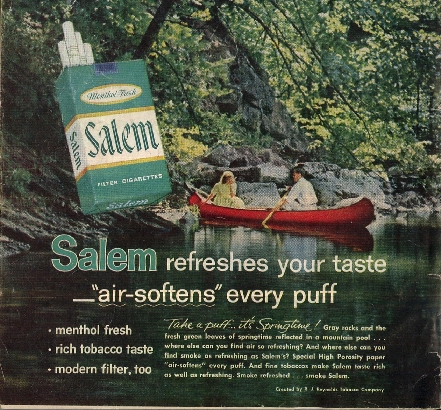 Menthol Fresh
Salem
Salem
FILTER CIGARETTES
Salem
Salem refreshes your taste
—"air-softens" every puff
• menthol fresh
• rich tobacco taste
• modern filter, too
Take a puff...it's Springtime! Gray rocks and the
fresh green leaves of springtime reflected in a mountain pool . . .
where else can you find air so refreshing? And where else can you
find smoke as refreshing as Salem's? Special High Porosity paper
"air-softens" every puff. And fine tobaccos make Salem taste rich
as well as refreshing. Smoke refreshed . . . smoke Salem.
Created by R. J. Reynolds Tobacco Company